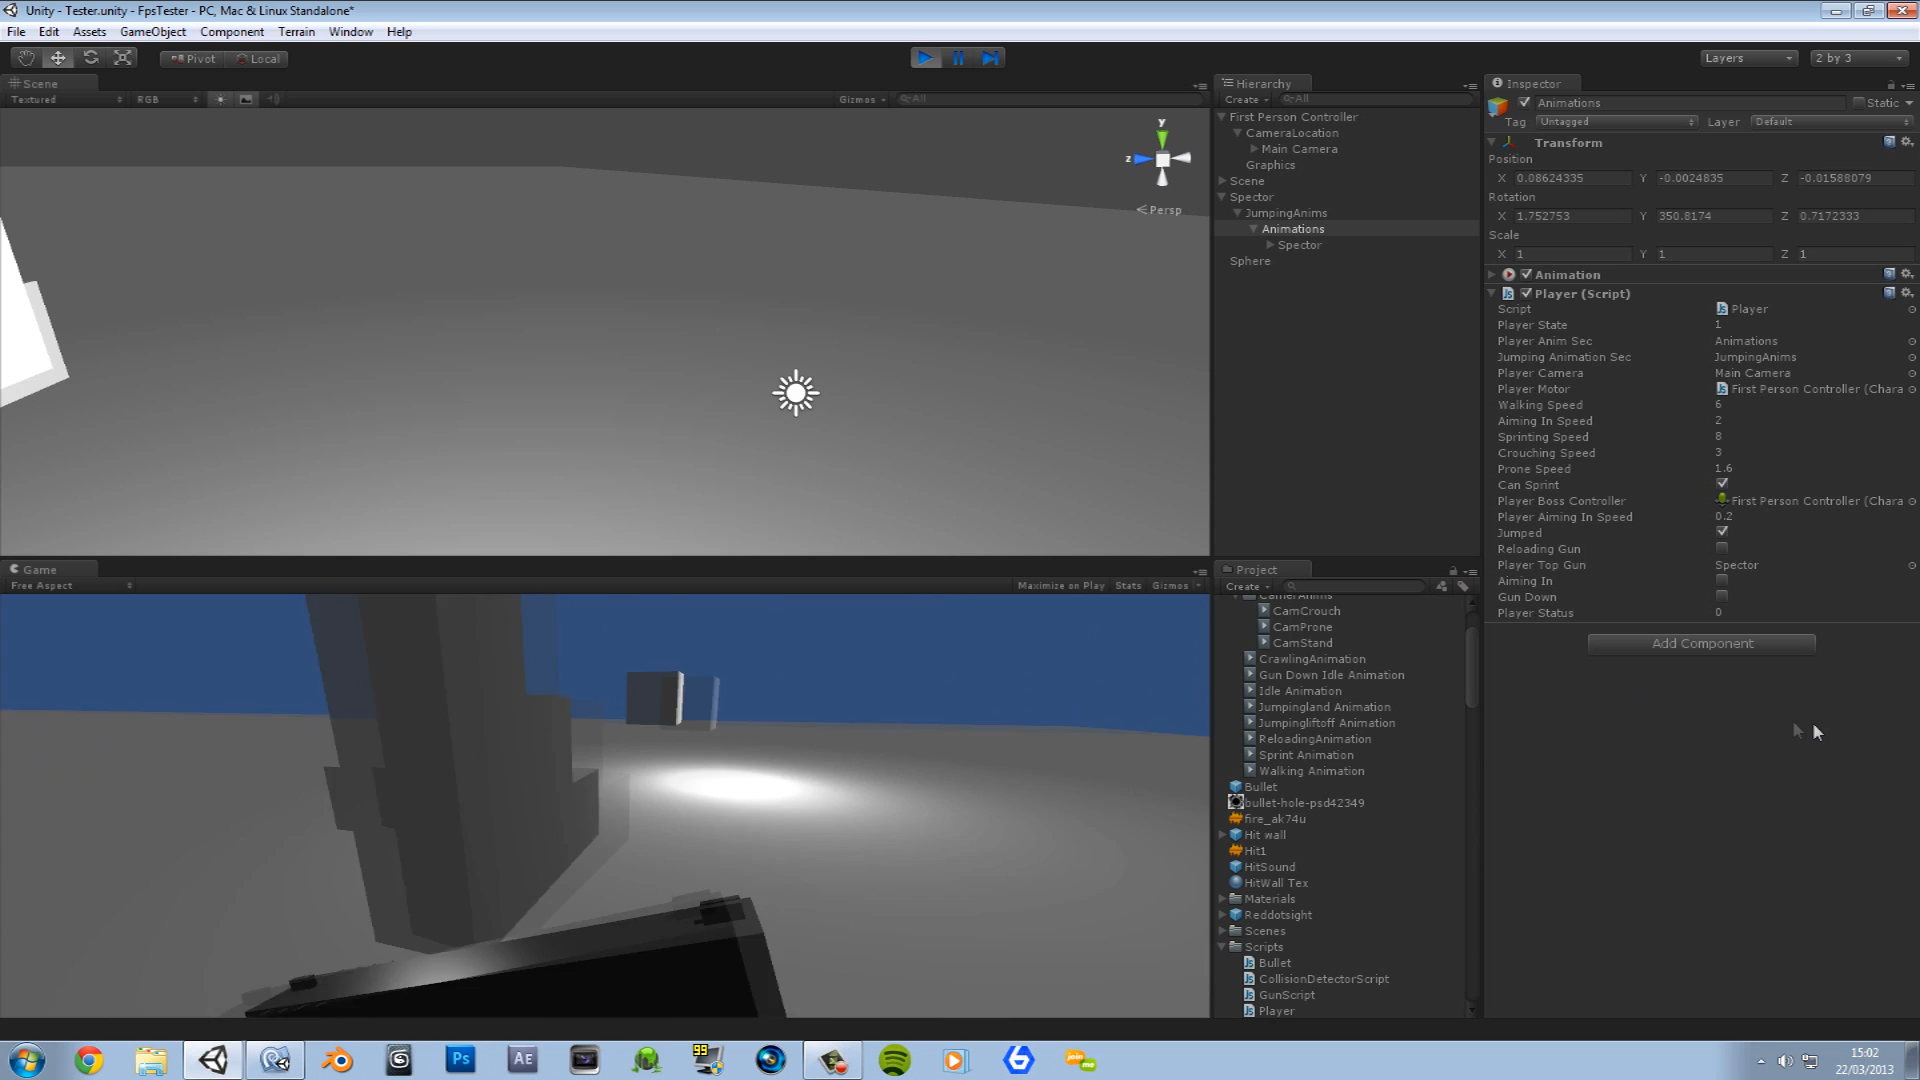 Unity - Tester.unity - FpsTester - PC, Mac & Linux Standalone*
File Edit Assets GameObject Component Terrain Window Help
Pivot Local Layers 2 by 3
Scene
Textured RGB Gizmos All
y
z
Persp
Game
Free Aspect Maximize on Play Stats Gizmos
Hierarchy
Create All
First Person Controller
CameraLocation
Main Camera
Graphics
Scene
Spector
JumpingAnims
Animations
Spector
Sphere
Project
Create
CamCrouch
CamProne
CamStand
CrawlingAnimation
Gun Down Idle Animation
Idle Animation
Jumpingland Animation
Jumpingliftoff Animation
ReloadingAnimation
Sprint Animation
Walking Animation
Bullet
bullet-hole-psd42349
fire_ak74u
Hit wall
Hit1
HitSound
HitWall Tex
Materials
Reddotsight
Scenes
Scripts
Bullet
CollisionDetectorScript
GunScript
Player
Inspector
Animations Static
Tag Untagged Layer Default
Transform
Position
X 0.08624335 Y -0.0024835 Z -0.01588079
Rotation
X 1.752753 Y 350.8174 Z 0.7172333
Scale
X 1 Y 1 Z 1
Animation
Player (Script)
Script Player
Player State 1
Player Anim Sec Animations
Jumping Animation Sec JumpingAnims
Player Camera Main Camera
Player Motor First Person Controller (Chara
Walking Speed 6
Aiming In Speed 2
Sprinting Speed 8
Crouching Speed 3
Prone Speed 1.6
Can Sprint
Player Boss Controller First Person Controller (Chara
Player Aiming In Speed 0.2
Jumped
Reloading Gun
Player Top Gun Spector
Aiming In
Gun Down
Player Status 0
Add Component
Ps AE 99 6 join
15:02
22/03/2013